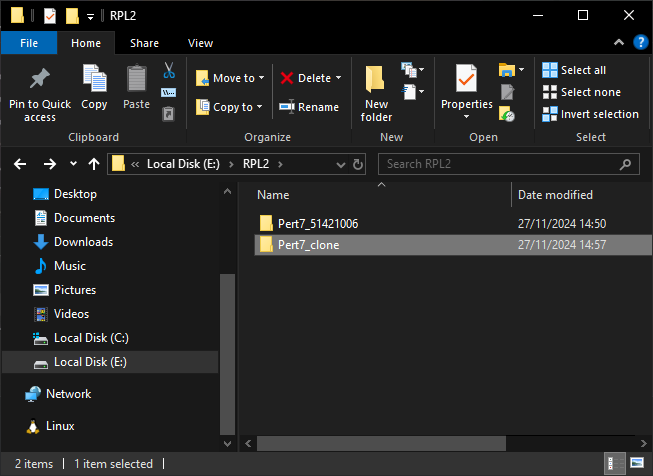 RPL2
File Home Share View
Pin to Quick access
Copy
Paste
Clipboard
Move to
Copy to
Delete
Rename
Organize
New folder
New
Properties
Open
Select all
Select none
Invert selection
Select
« Local Disk (E:) > RPL2 >
Search RPL2
Desktop
Documents
Downloads
Music
Pictures
Videos
Local Disk (C:)
Local Disk (E:)
Network
Linux
Name Date modified
Pert7_51421006 27/11/2024 14:50
Pert7_clone 27/11/2024 14:57
2 items 1 item selected